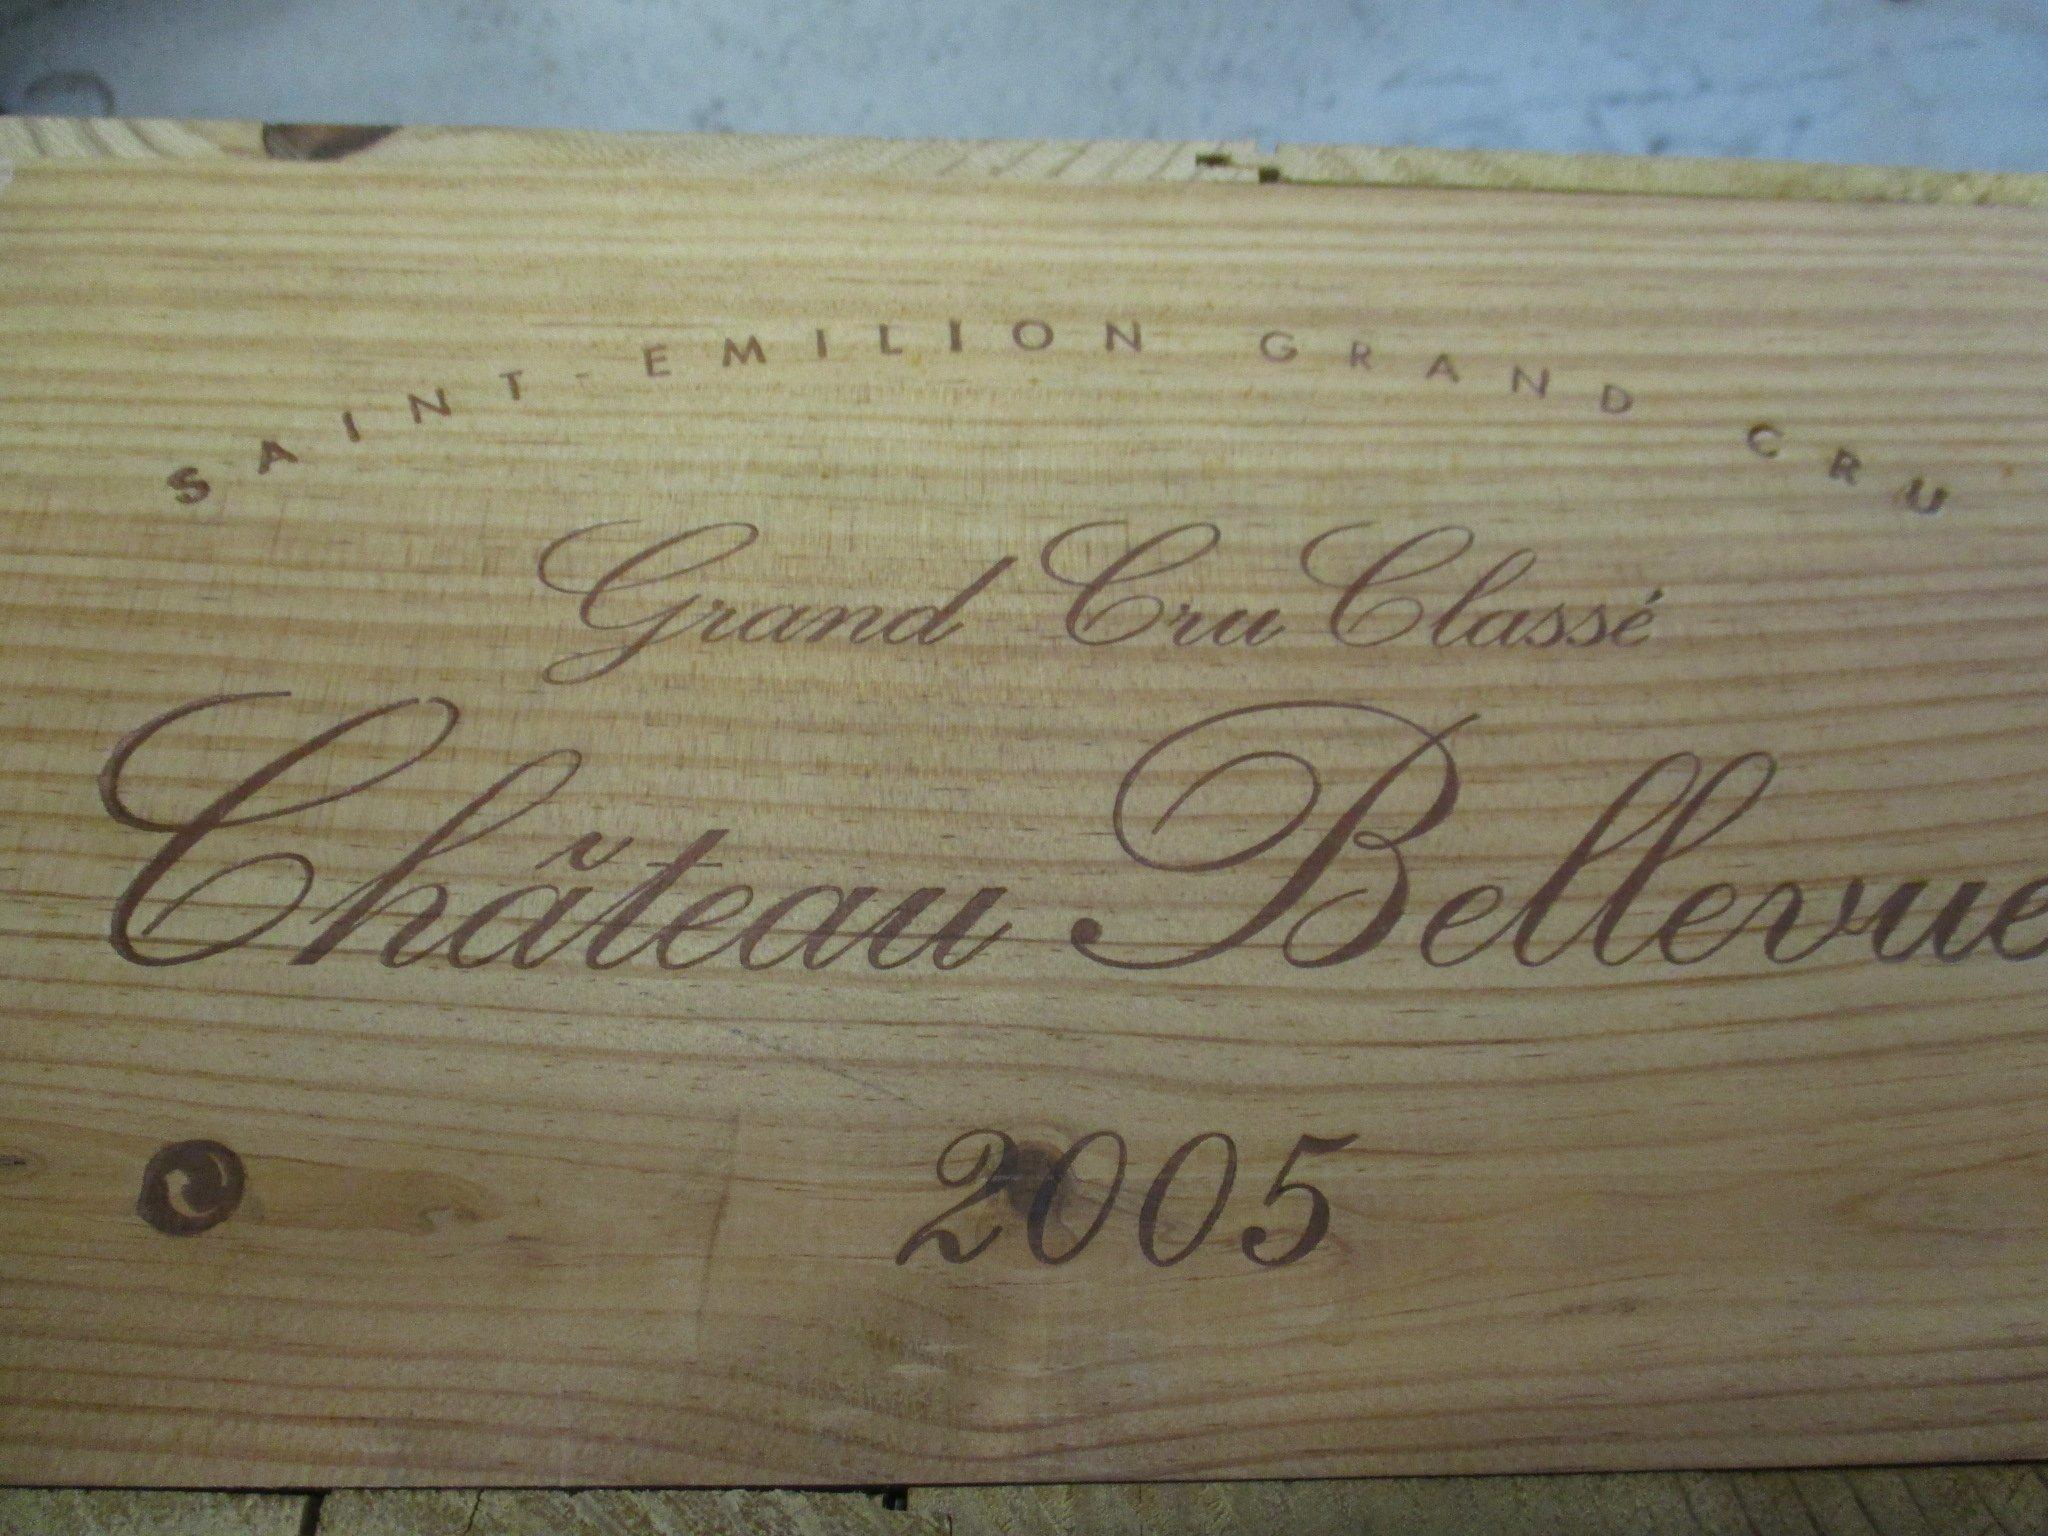 SAINT-EMILION GRAND CRU
Grand Cru Classé
Château Bellevue
2005